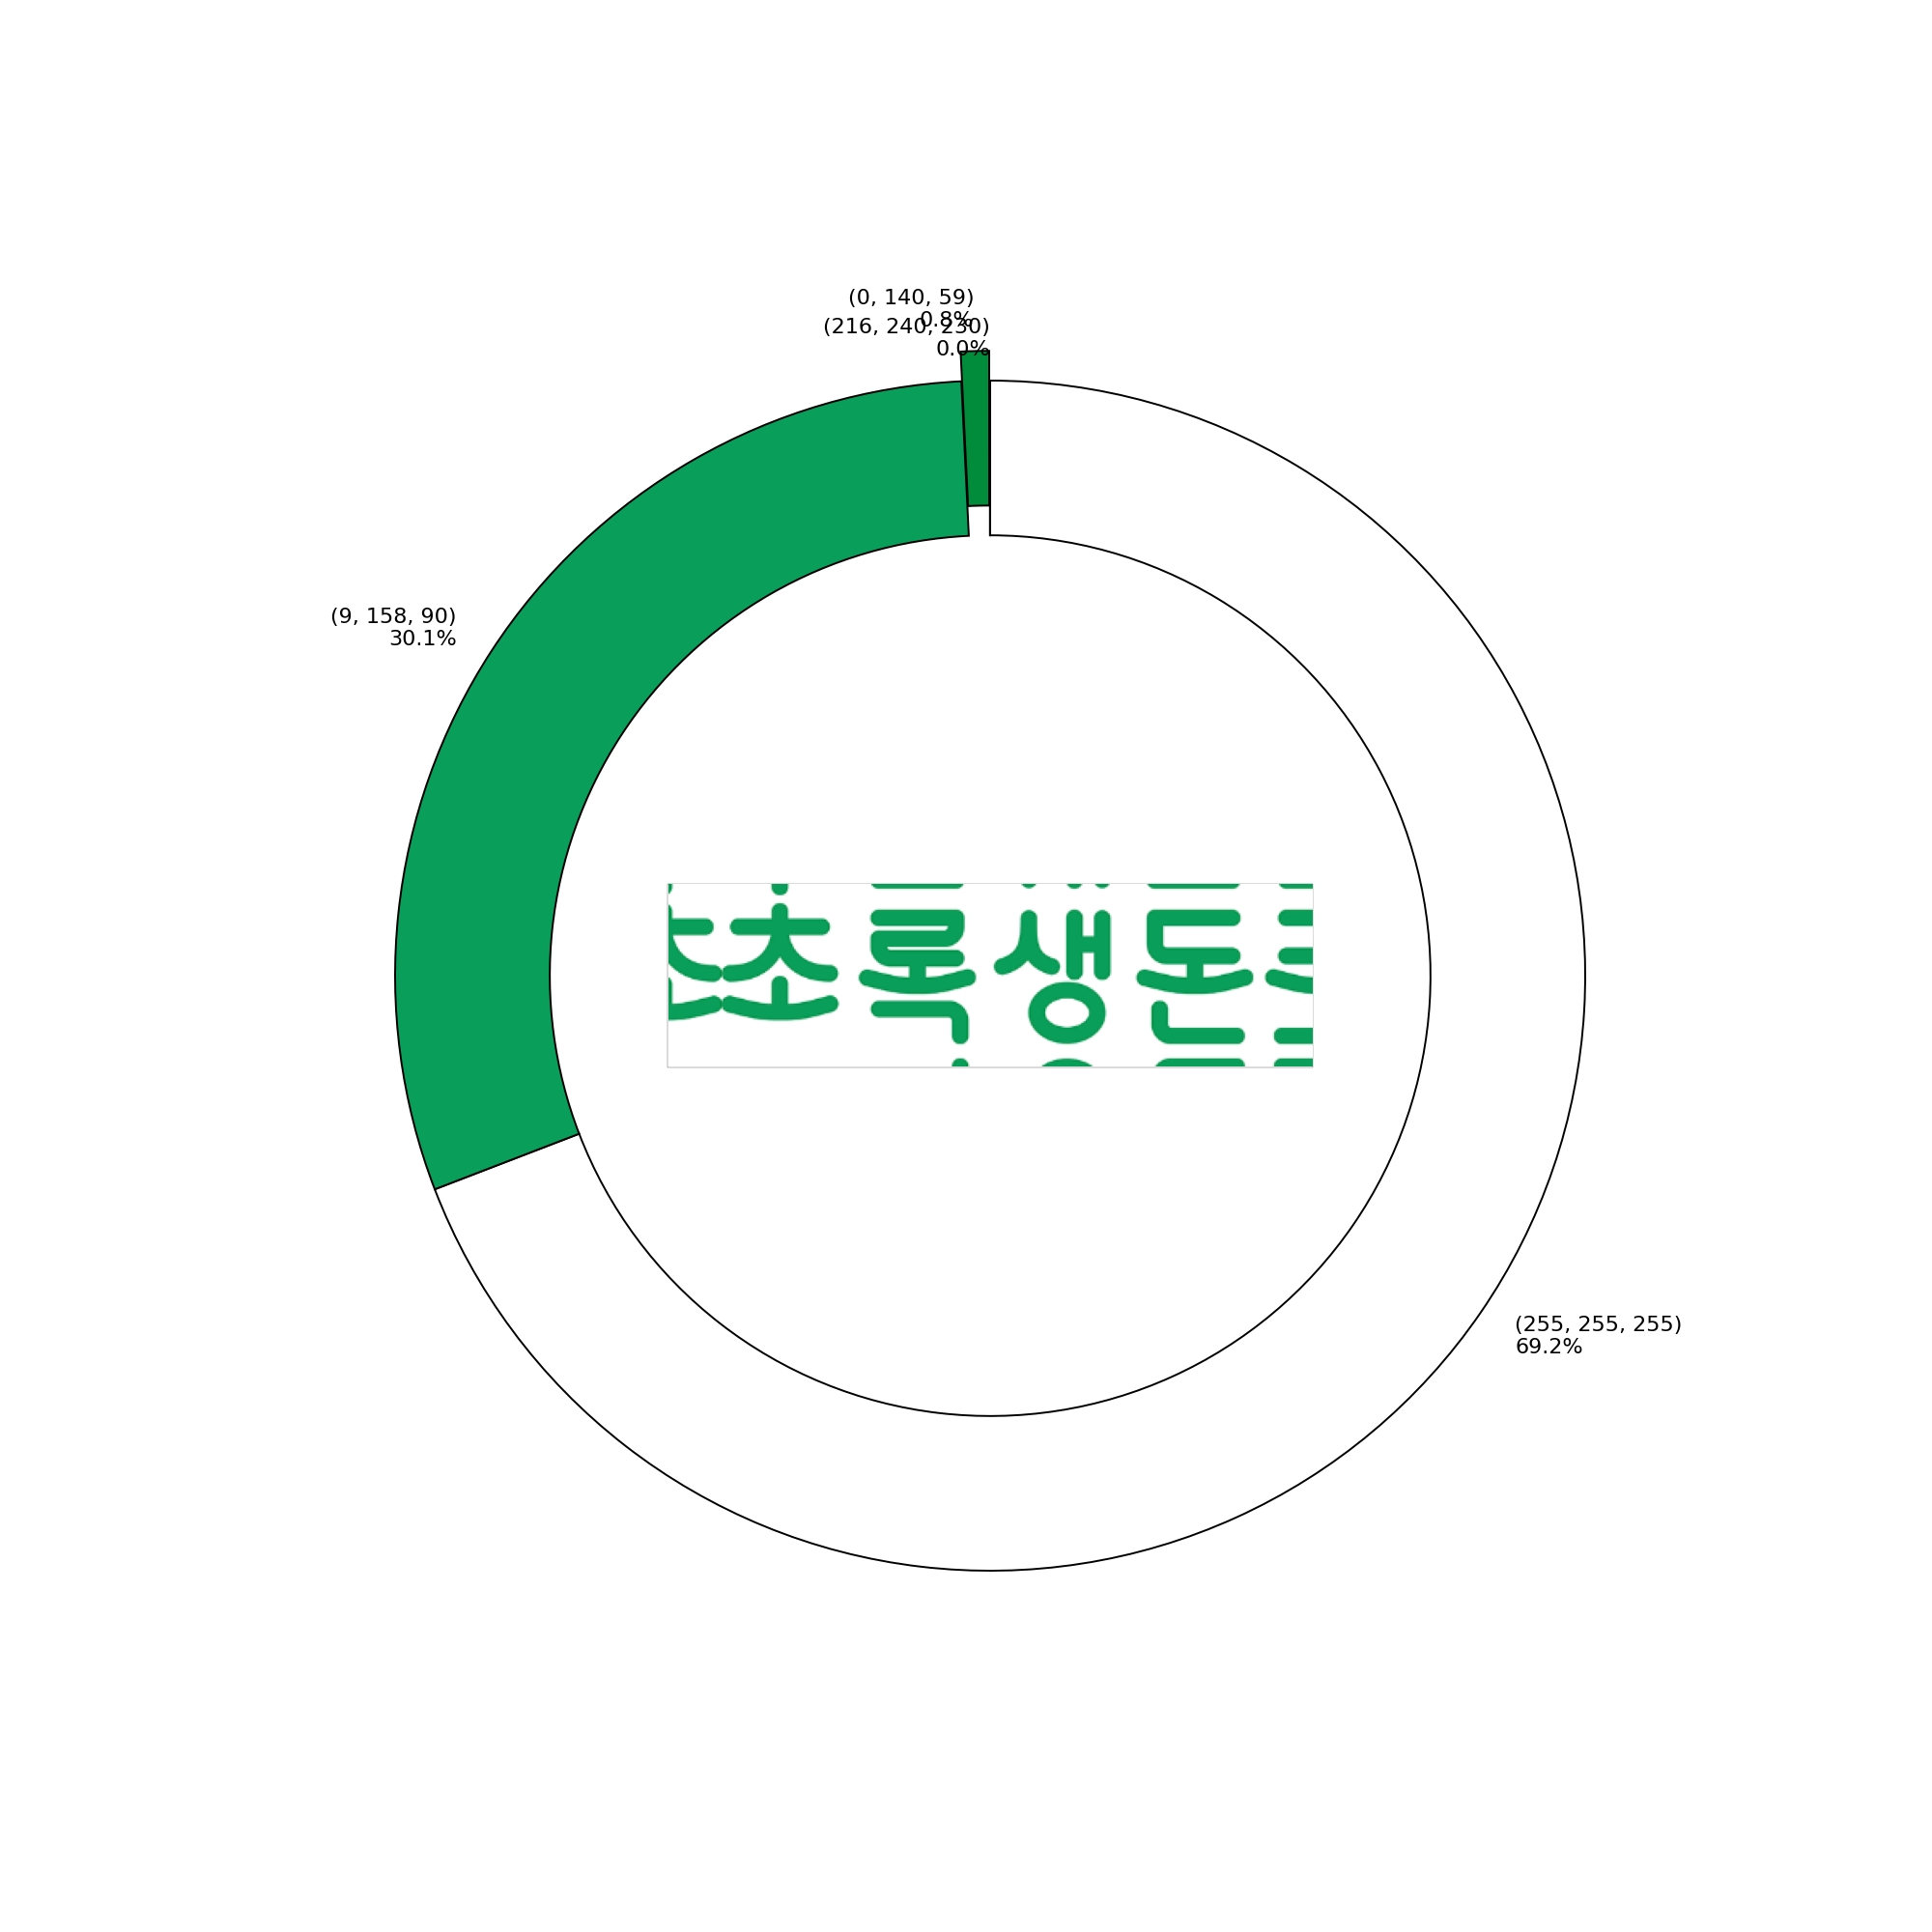 (0, 140, 59)
0.8%
(216, 240, 230)
0.0%
(9, 158, 90)
30.1%
초록생돈
(255, 255, 255)
69.2%